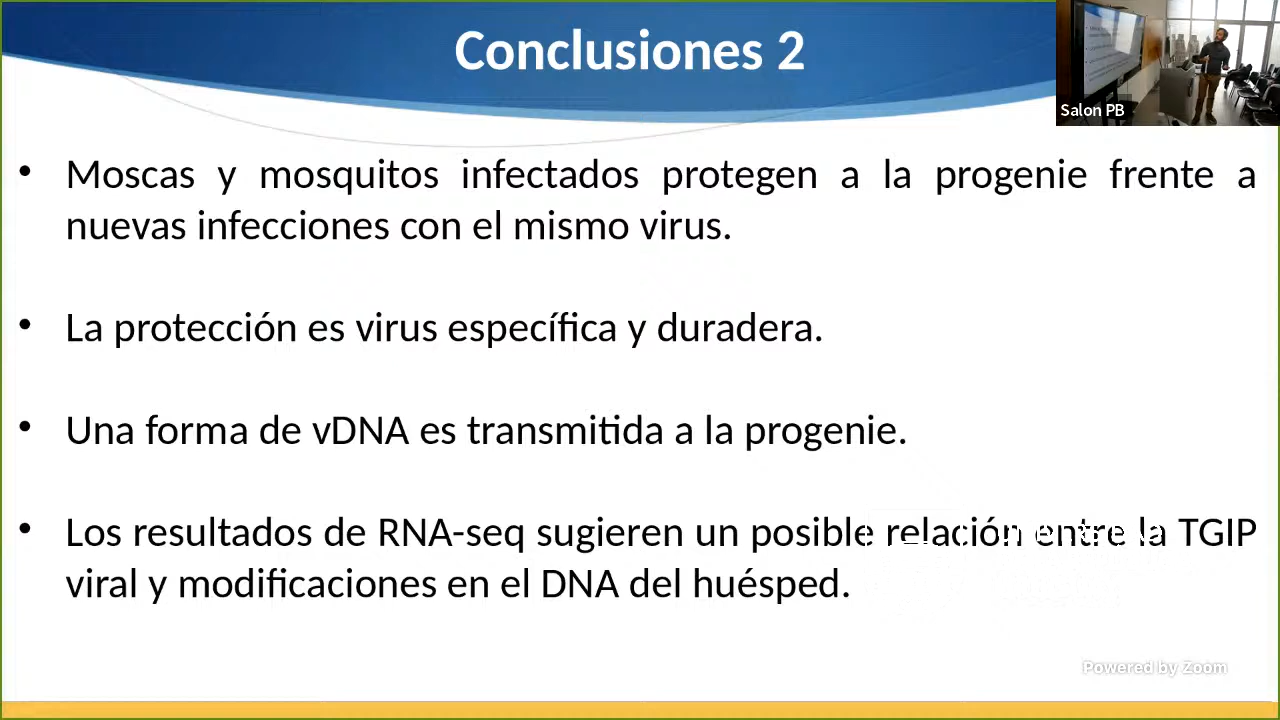 Conclusiones 2
Salon PB
• Moscas y mosquitos infectados protegen a la progenie frente a
nuevas infecciones con el mismo virus.
• La protección es virus específica y duradera.
• Una forma de vDNA es transmitida a la progenie.
• Los resultados de RNA-seq sugieren un posible relación entre la TGIP
viral y modificaciones en el DNA del huésped.
Powered by Zoom